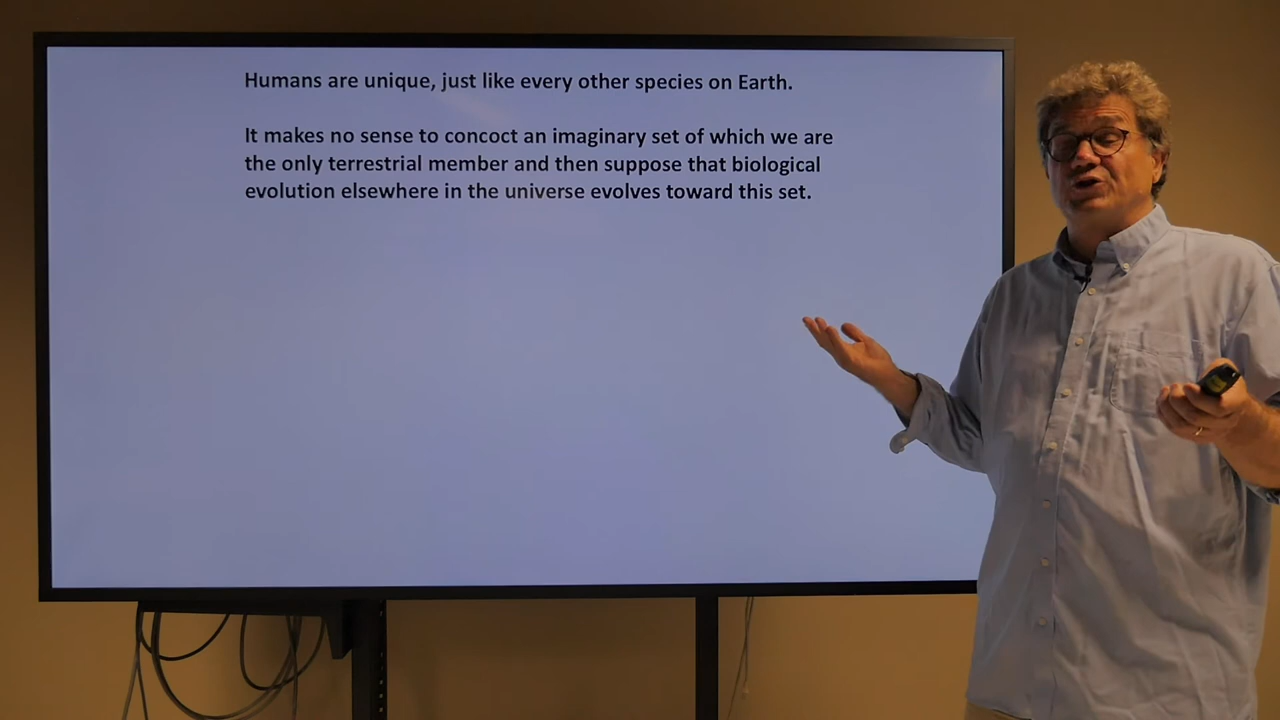 Humans are unique, just like every other species on Earth.
It makes no sense to concoct an imaginary set of which we are
the only terrestrial member and then suppose that biological
evolution elsewhere in the universe evolves toward this set.